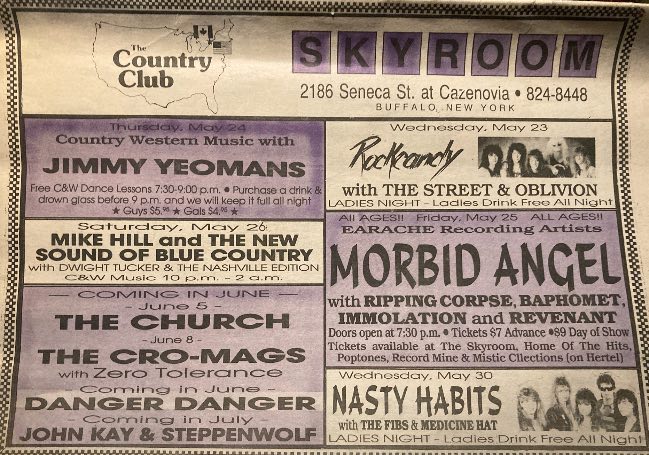 The
Country
Club
SKYROOM
2186 Seneca St. at Cazenovia • 824-8448
BUFFALO, NEW YORK
Thursday, May 24
Country Western Music with
JIMMY YEOMANS
Free C&W Dance Lessons 7:30-9:00 p.m. • Purchase a drink &
drown glass before 9 p.m. and we will keep it full all night
★ Guys $5.95 ★ Gals $4.95 ★
Saturday, May 26
MIKE HILL and THE NEW
SOUND OF BLUE COUNTRY
with DWIGHT TUCKER & THE NASHVILLE EDITION
C&W Music 10 p.m. - 2 a.m.
COMING IN JUNE
- June 5 -
THE CHURCH
- June 8 -
THE CRO-MAGS
with Zero Tolerance
Coming in June -
DANGER DANGER
- Coming in July -
JOHN KAY & STEPPENWOLF
Wednesday, May 23
Rockcandy
with THE STREET & OBLIVION
LADIES NIGHT - Ladies Drink Free All Night
All AGES!! Friday, May 25 ALL AGES!!
EARACHE Recording Artists
MORBID ANGEL
with RIPPING CORPSE, BAPHOMET,
IMMOLATION and REVENANT
Doors open at 7:30 p.m. • Tickets $7 Advance • $9 Day of Show
Tickets available at The Skyroom, Home Of The Hits,
Poptones, Record Mine & Mistic Cllections (on Hertel)
Wednesday, May 30
NASTY HABITS
with THE FIBS & MEDICINE HAT
LADIES NIGHT - Ladies Drink Free All Night